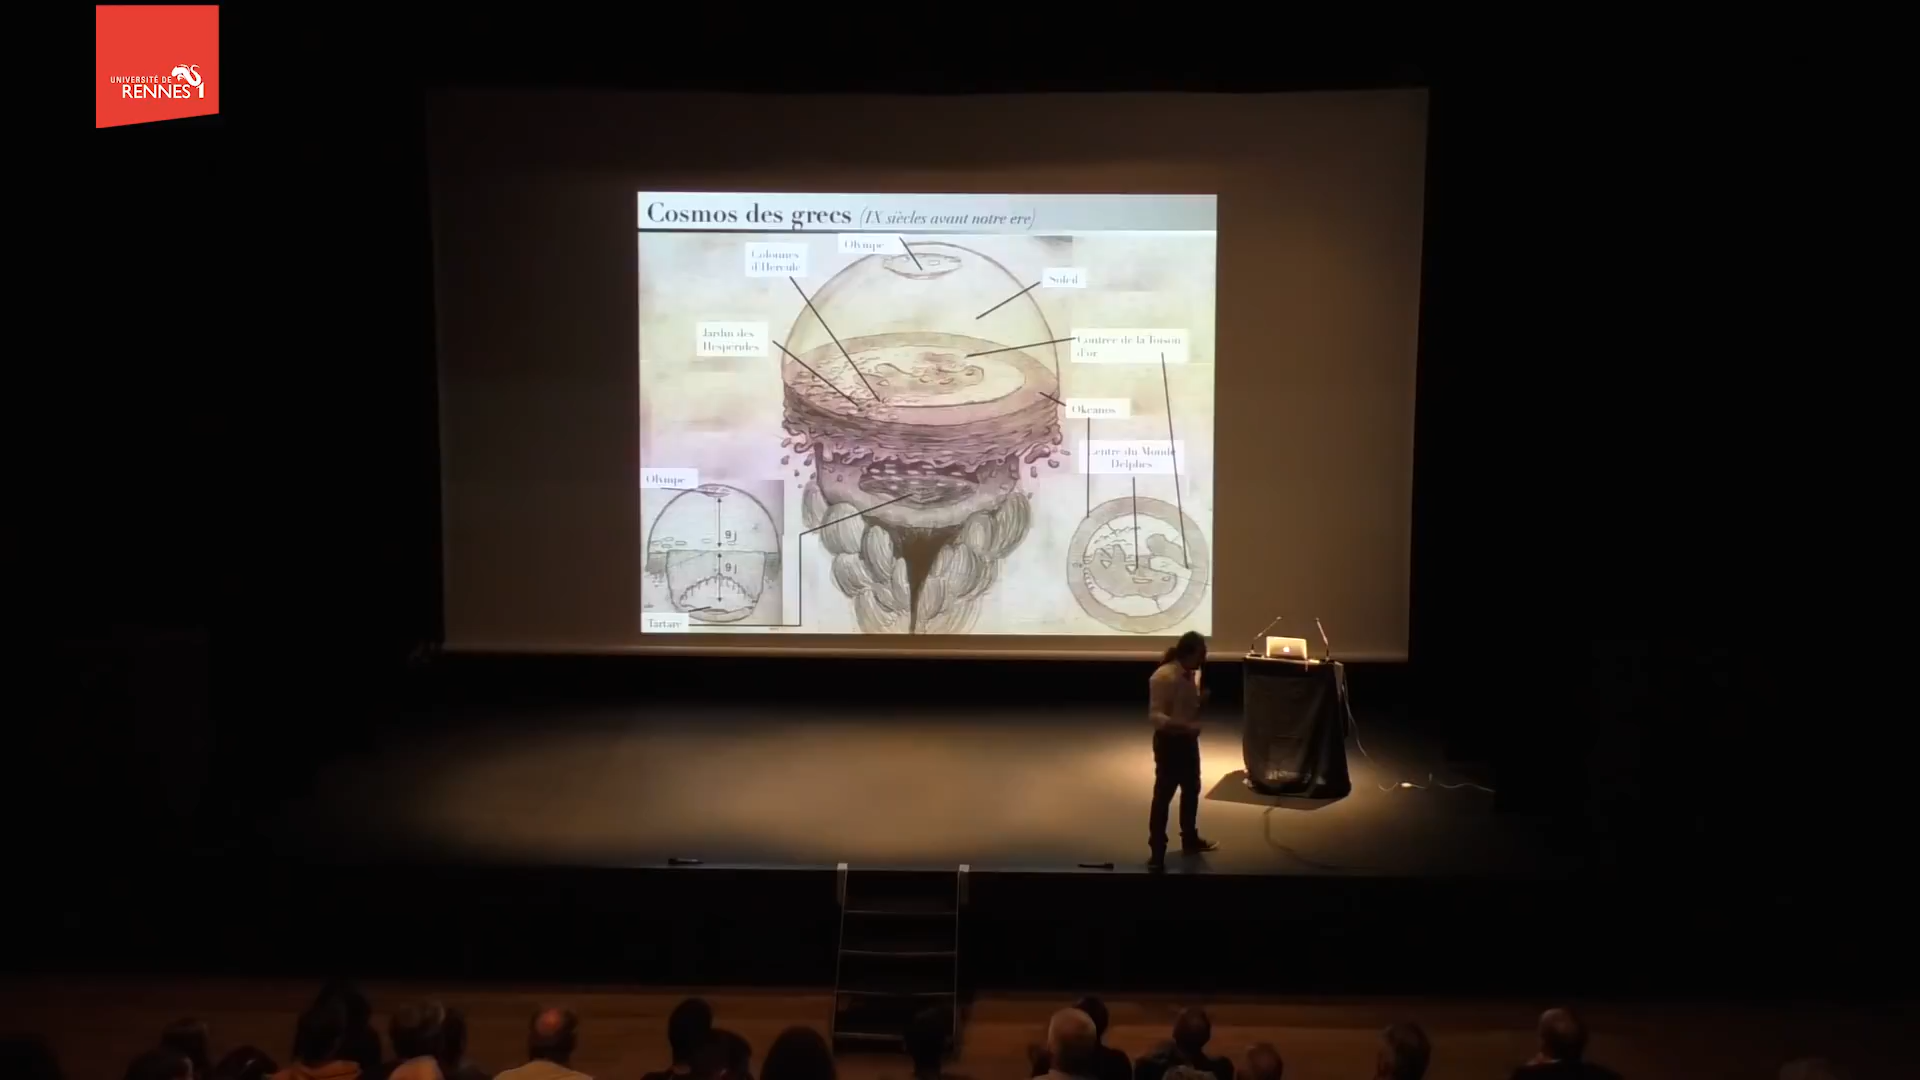 UNIVERSITÉ DE
RENNES 1
Cosmos des grecs (IX siècles avant notre ere)
Olympe
Colonnes
d'Hercule
Soleil
Jardin des
Hesperides
Contree de la Toison
d'or
Okeanos
Centre du Monde
Delphes
Olympe
9 j
9 j
Tartare